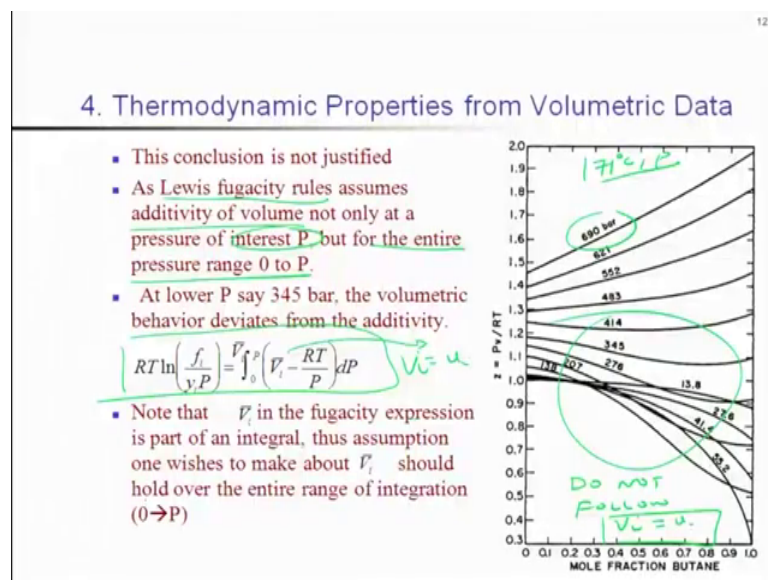 12
4. Thermodynamic Properties from Volumetric Data
▪ This conclusion is not justified
▪ As Lewis fugacity rules assumes
additivity of volume not only at a
pressure of interest P, but for the entire
pressure range 0 to P.
▪ At lower P say 345 bar, the volumetric
behavior deviates from the additivity.
RT ln(f_i / y_i P) = ∫_0^P (V̅_i − RT/P) dP
▪ Note that V̅_i in the fugacity expression
is part of an integral, thus assumption
one wishes to make about V̅_i should
hold over the entire range of integration
(0→P)
171°C, P
2.0
1.9
1.8
1.7
1.6
1.5
1.4
1.3
1.2
1.1
1.0
0.9
0.8
0.7
0.6
0.5
0.4
0.3
z = Pv/RT
690 bar
621
552
483
414
345
276
207
138
13.8
27.6
41.4
55.2
DO NOT
FOLLOW
0 0.1 0.2 0.3 0.4 0.5 0.6 0.7 0.8 0.9 1.0
MOLE FRACTION BUTANE